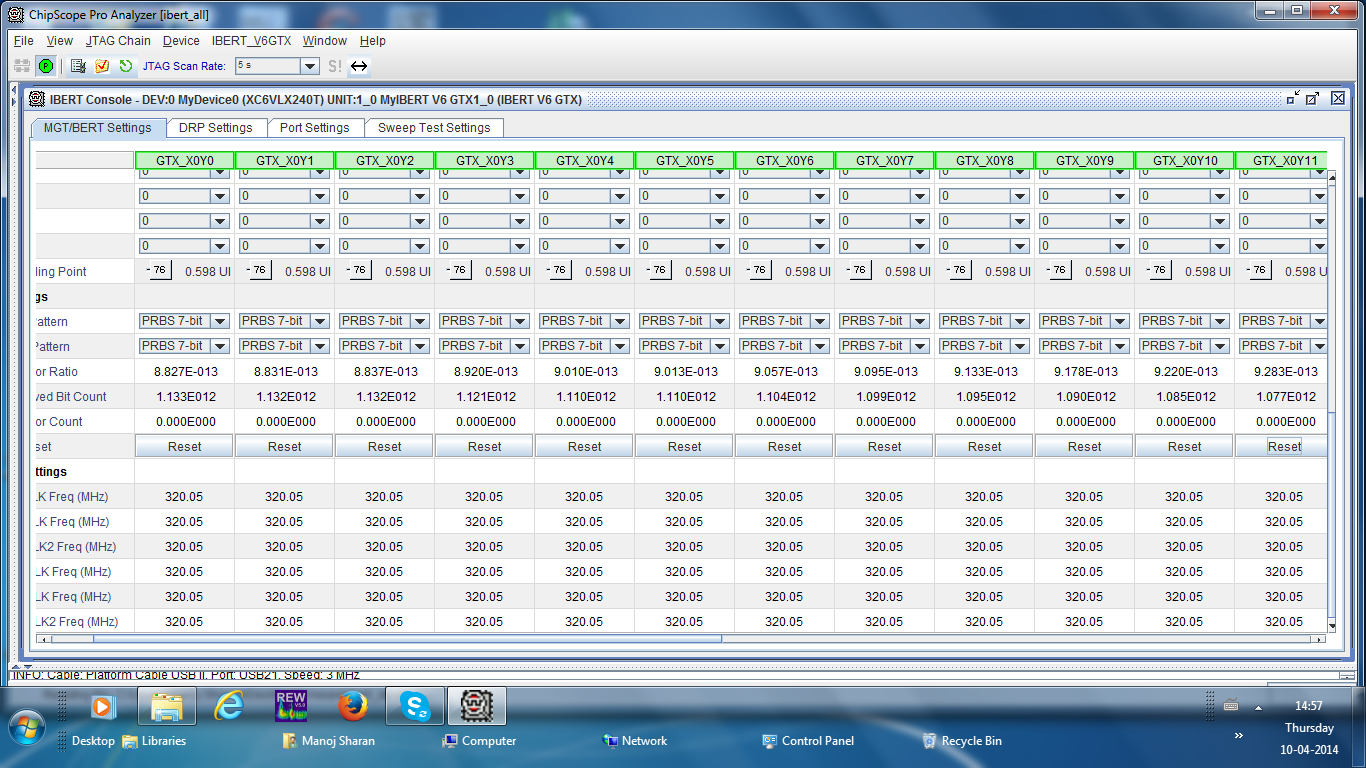 ChipScope Pro Analyzer [ibert_all]
File View JTAG Chain Device IBERT_V6GTX Window Help
P JTAG Scan Rate: 5 s S!
IBERT Console - DEV:0 MyDevice0 (XC6VLX240T) UNIT:1_0 MyIBERT V6 GTX1_0 (IBERT V6 GTX)
MGT/BERT Settings DRP Settings Port Settings Sweep Test Settings
GTX_X0Y0 GTX_X0Y1 GTX_X0Y2 GTX_X0Y3 GTX_X0Y4 GTX_X0Y5 GTX_X0Y6 GTX_X0Y7 GTX_X0Y8 GTX_X0Y9 GTX_X0Y10 GTX_X0Y11
0 0 0 0 0 0 0 0 0 0 0 0
0 0 0 0 0 0 0 0 0 0 0 0
0 0 0 0 0 0 0 0 0 0 0 0
0 0 0 0 0 0 0 0 0 0 0 0
ling Point - 76 0.598 UI - 76 0.598 UI - 76 0.598 UI - 76 0.598 UI - 76 0.598 UI - 76 0.598 UI - 76 0.598 UI - 76 0.598 UI - 76 0.598 UI - 76 0.598 UI - 76 0.598 UI - 76 0.598 U
gs
Pattern PRBS 7-bit PRBS 7-bit PRBS 7-bit PRBS 7-bit PRBS 7-bit PRBS 7-bit PRBS 7-bit PRBS 7-bit PRBS 7-bit PRBS 7-bit PRBS 7-bit PRBS 7-bit
Pattern PRBS 7-bit PRBS 7-bit PRBS 7-bit PRBS 7-bit PRBS 7-bit PRBS 7-bit PRBS 7-bit PRBS 7-bit PRBS 7-bit PRBS 7-bit PRBS 7-bit PRBS 7-bit
or Ratio 8.827E-013 8.831E-013 8.837E-013 8.920E-013 9.010E-013 9.013E-013 9.057E-013 9.095E-013 9.133E-013 9.178E-013 9.220E-013 9.283E-013
ved Bit Count 1.133E012 1.132E012 1.132E012 1.121E012 1.110E012 1.110E012 1.104E012 1.099E012 1.095E012 1.090E012 1.085E012 1.077E012
or Count 0.000E000 0.000E000 0.000E000 0.000E000 0.000E000 0.000E000 0.000E000 0.000E000 0.000E000 0.000E000 0.000E000 0.000E000
set Reset Reset Reset Reset Reset Reset Reset Reset Reset Reset Reset Reset
ttings
LK Freq (MHz) 320.05 320.05 320.05 320.05 320.05 320.05 320.05 320.05 320.05 320.05 320.05 320.05
LK Freq (MHz) 320.05 320.05 320.05 320.05 320.05 320.05 320.05 320.05 320.05 320.05 320.05 320.05
LK2 Freq (MHz) 320.05 320.05 320.05 320.05 320.05 320.05 320.05 320.05 320.05 320.05 320.05 320.05
LK Freq (MHz) 320.05 320.05 320.05 320.05 320.05 320.05 320.05 320.05 320.05 320.05 320.05 320.05
LK Freq (MHz) 320.05 320.05 320.05 320.05 320.05 320.05 320.05 320.05 320.05 320.05 320.05 320.05
LK2 Freq (MHz) 320.05 320.05 320.05 320.05 320.05 320.05 320.05 320.05 320.05 320.05 320.05 320.05
INFO: Cable: Platform Cable USB II, Port: USB21, Speed: 3 MHz
REW V5.0
14:57
Thursday
10-04-2014
Desktop Libraries Manoj Sharan Computer Network Control Panel Recycle Bin »